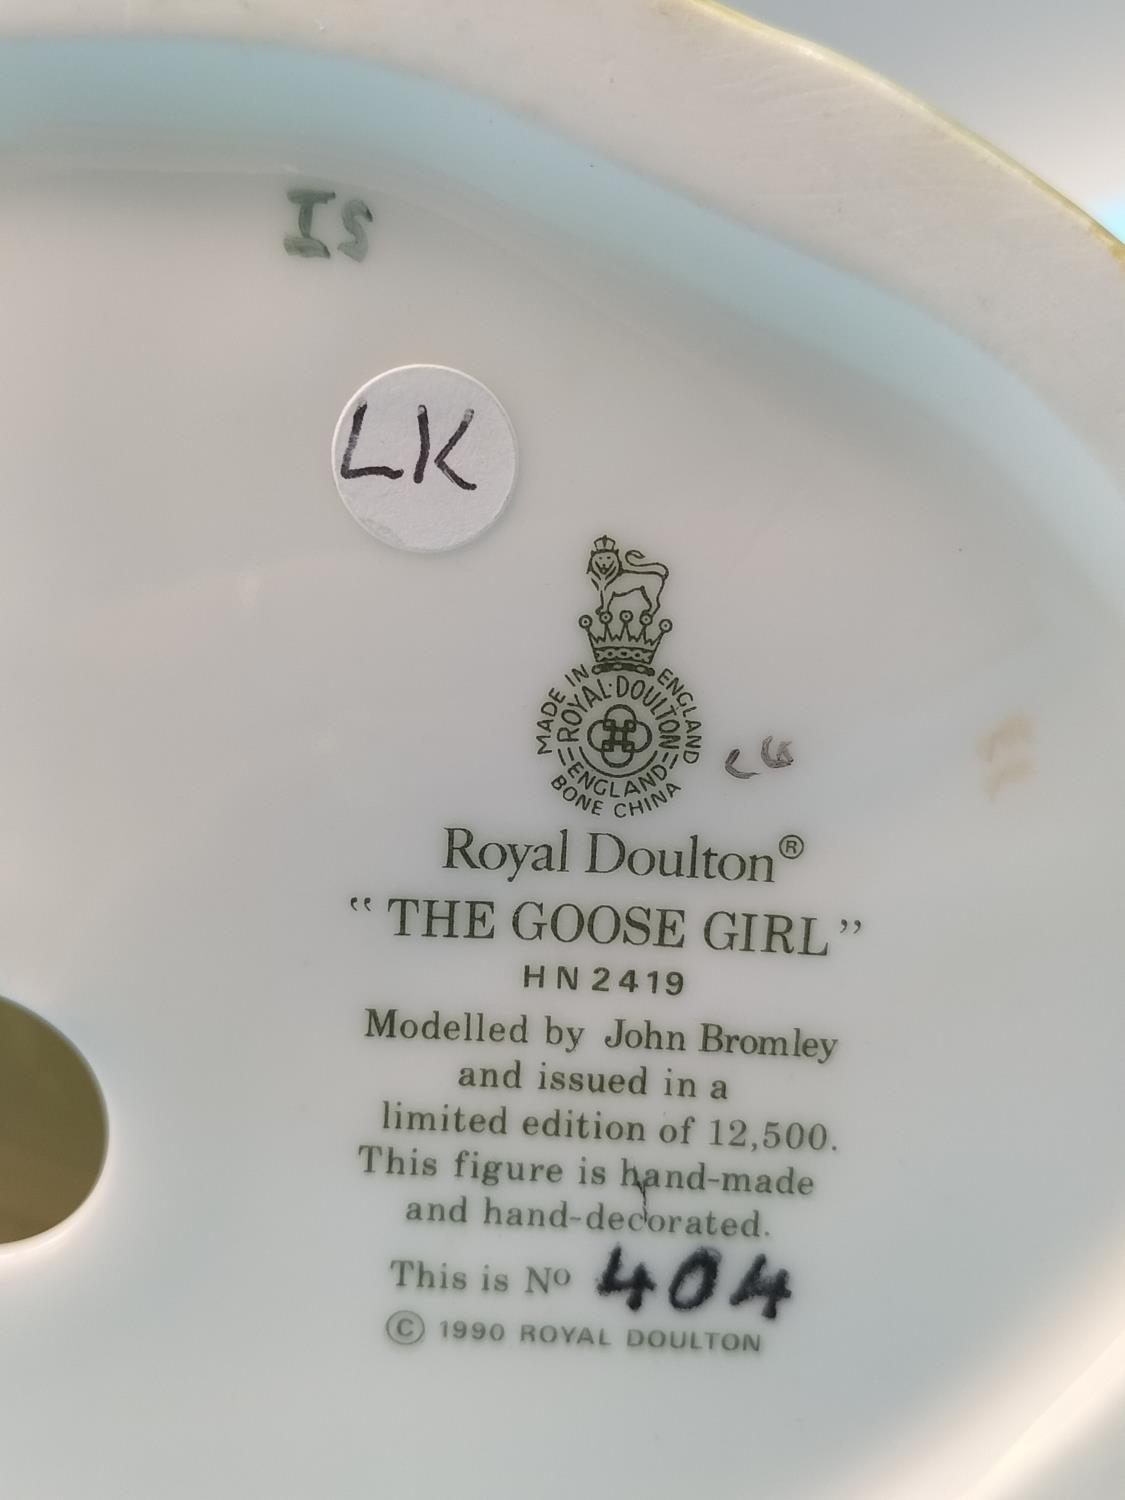 IS
LK
MADE IN ENGLAND
ROYAL·DOULTON
ENGLAND
BONE CHINA
Royal Doulton®
“THE GOOSE GIRL”
HN2419
Modelled by John Bromley
and issued in a
limited edition of 12,500.
This figure is hand-made
and hand-decorated.
This is Nº 404
© 1990 ROYAL DOULTON